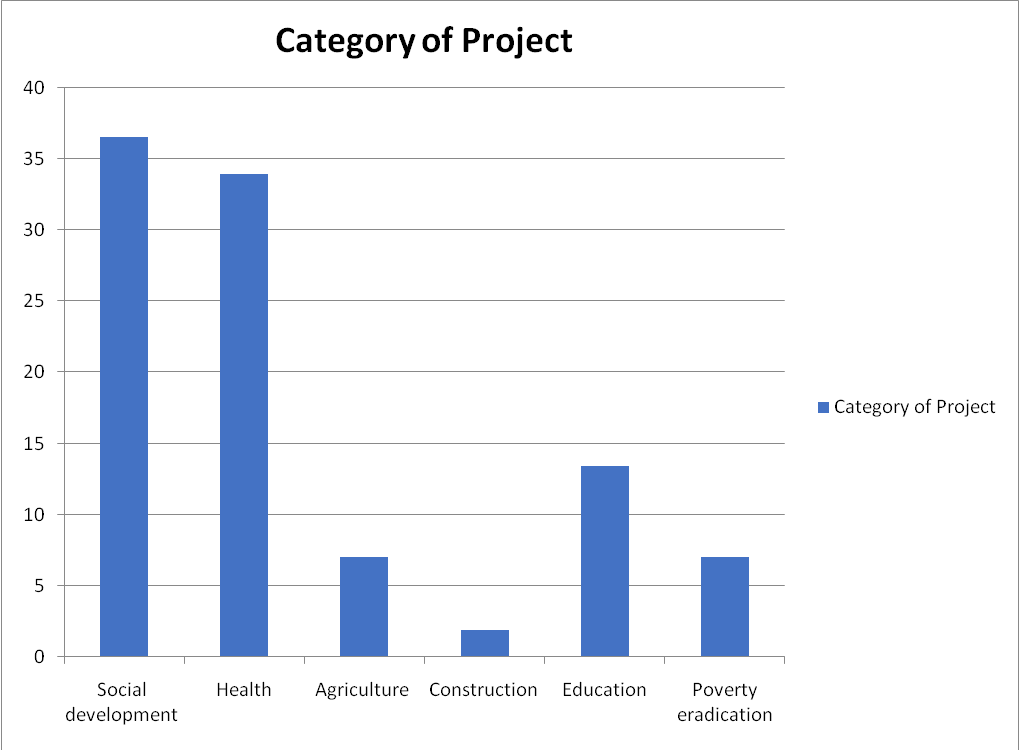 Category of Project
40
35
30
25
20
15
10
5
0
Social
development
Health
Agriculture
Construction
Education
Poverty
eradication
Category of Project